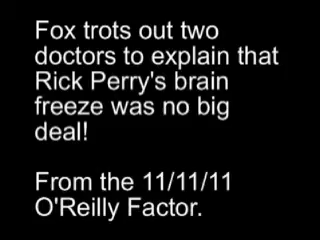 Fox trots out two
doctors to explain that
Rick Perry's brain
freeze was no big
deal!
From the 11/11/11
O'Reilly Factor.